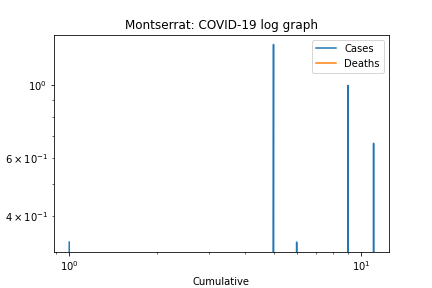 Montserrat: COVID-19 log graph
Cases
Deaths
10⁰
6 × 10⁻¹
4 × 10⁻¹
10⁰
10¹
Cumulative